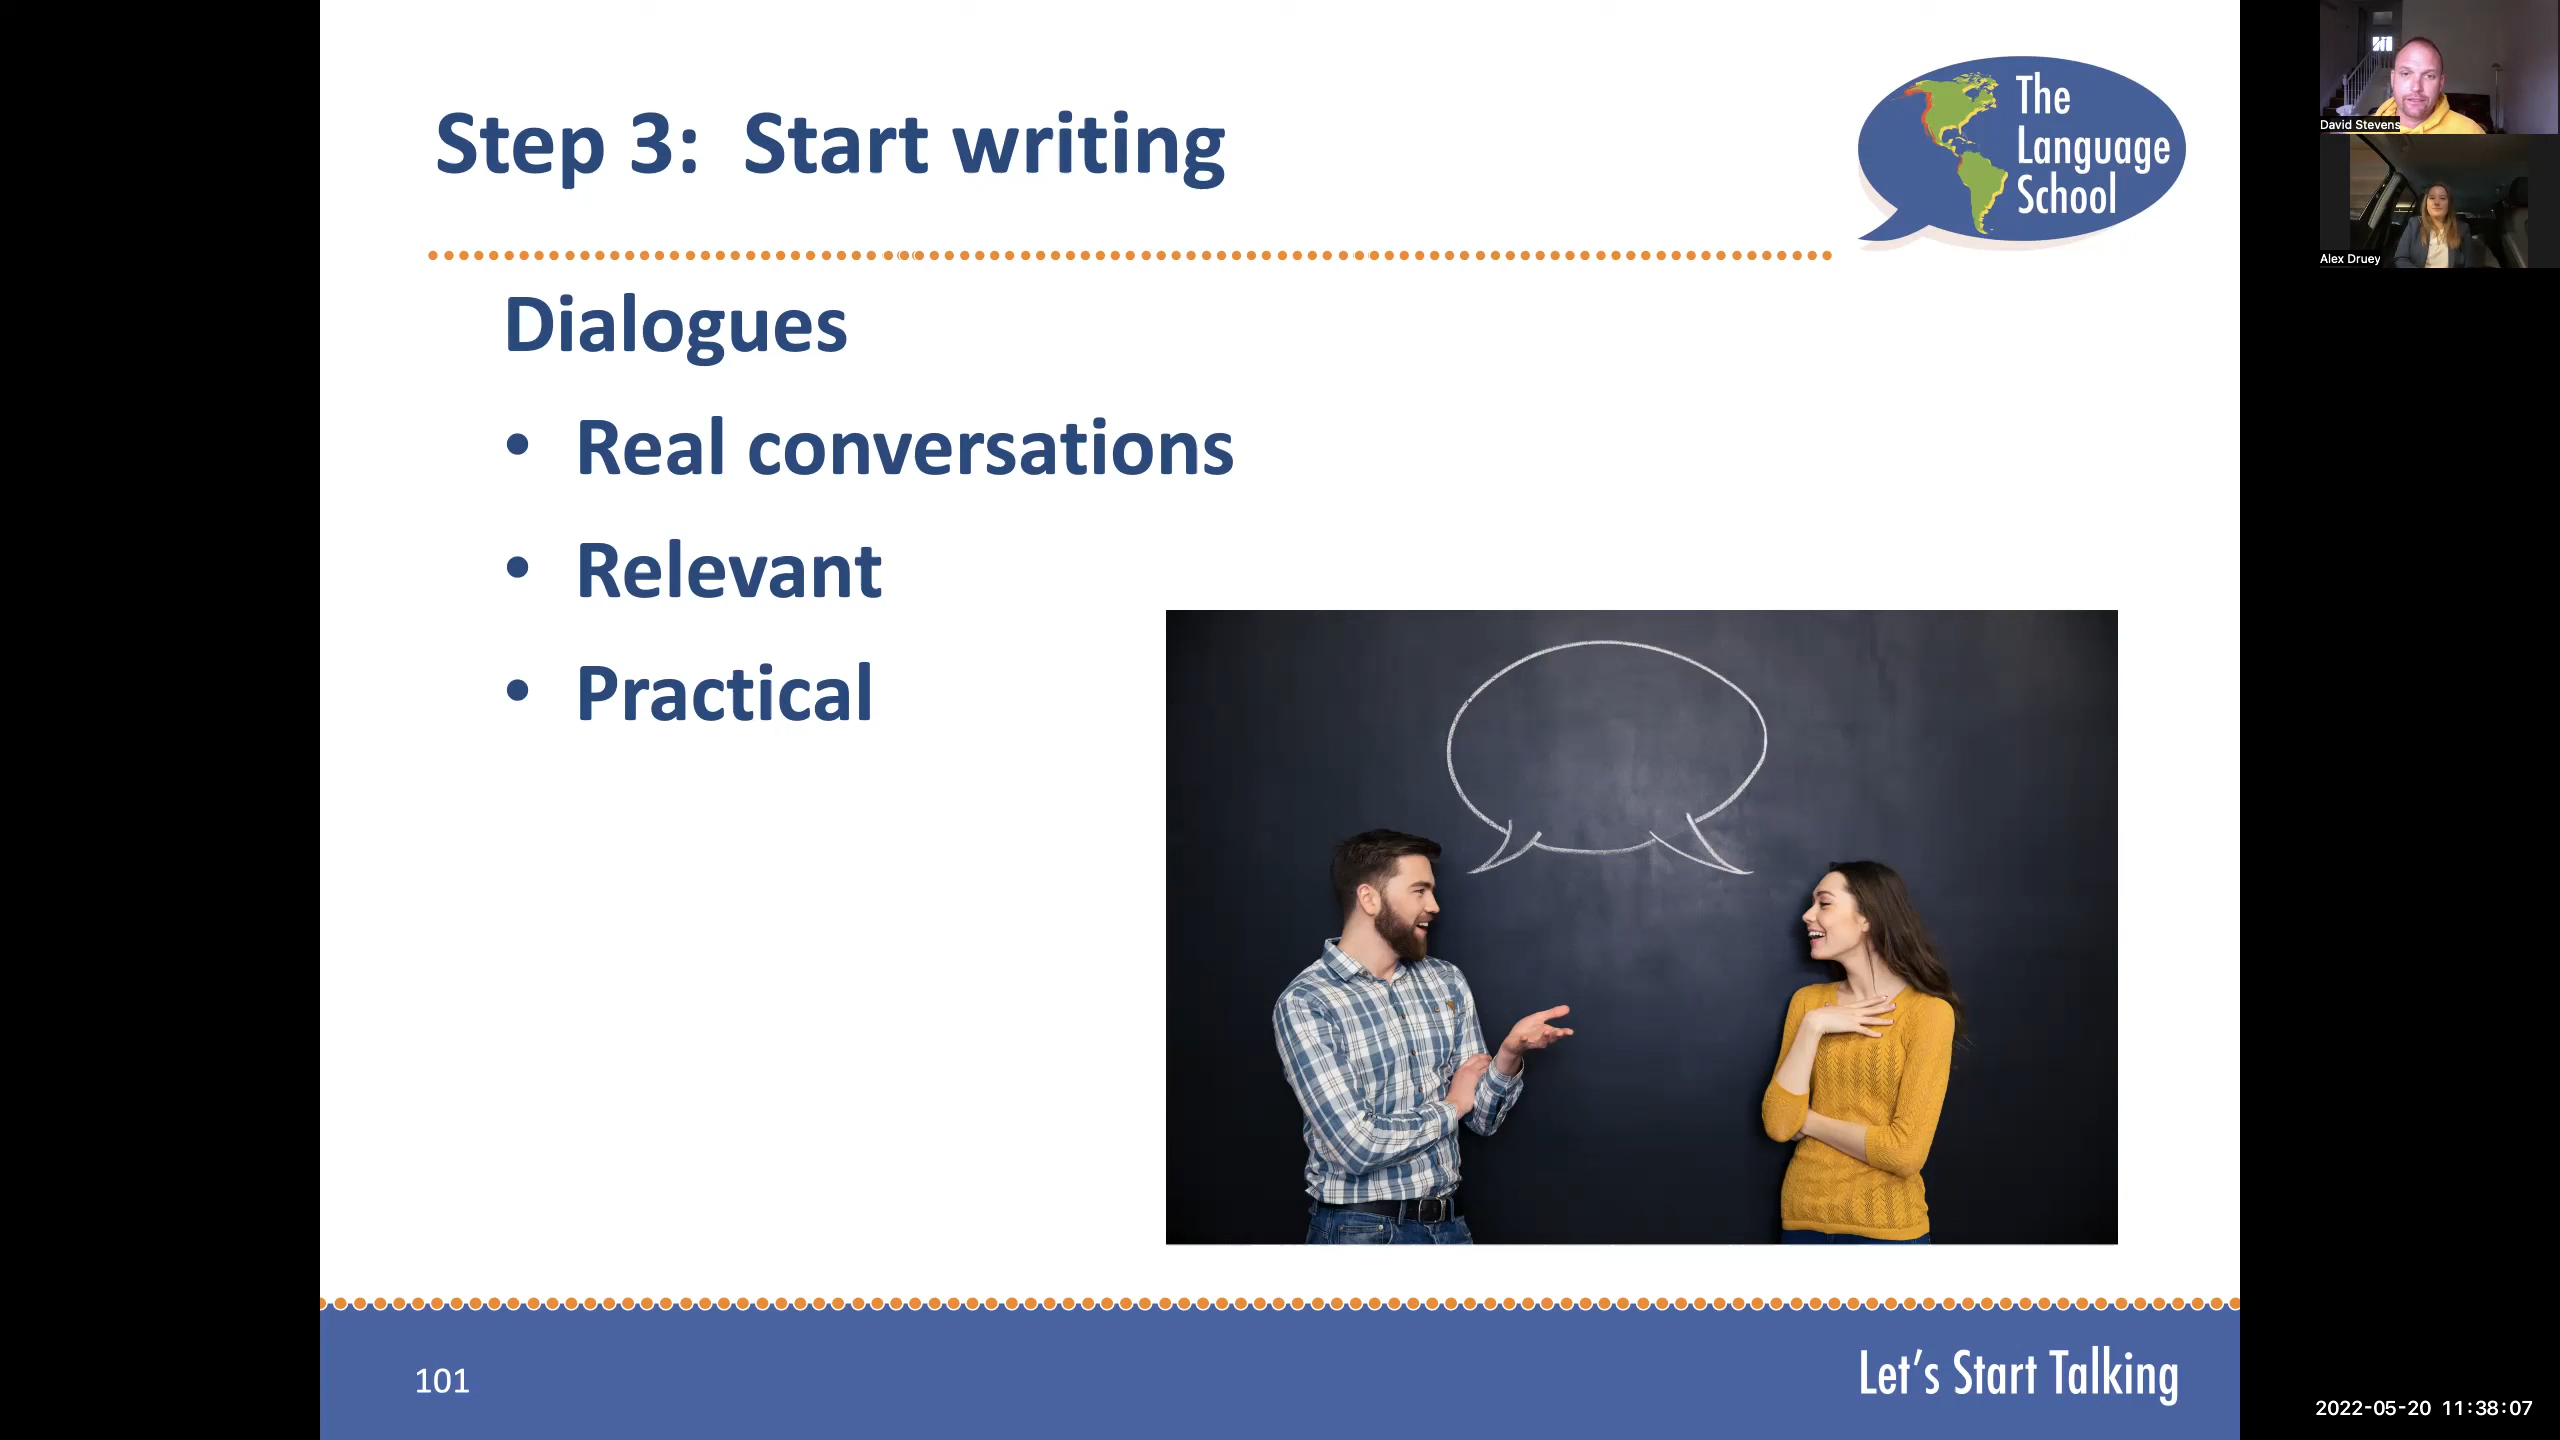 Step 3:  Start writing
The
Language
School
Dialogues
• Real conversations
• Relevant
• Practical
101
Let's Start Talking
David Stevens
Alex Druey
2022-05-20 11:38:07